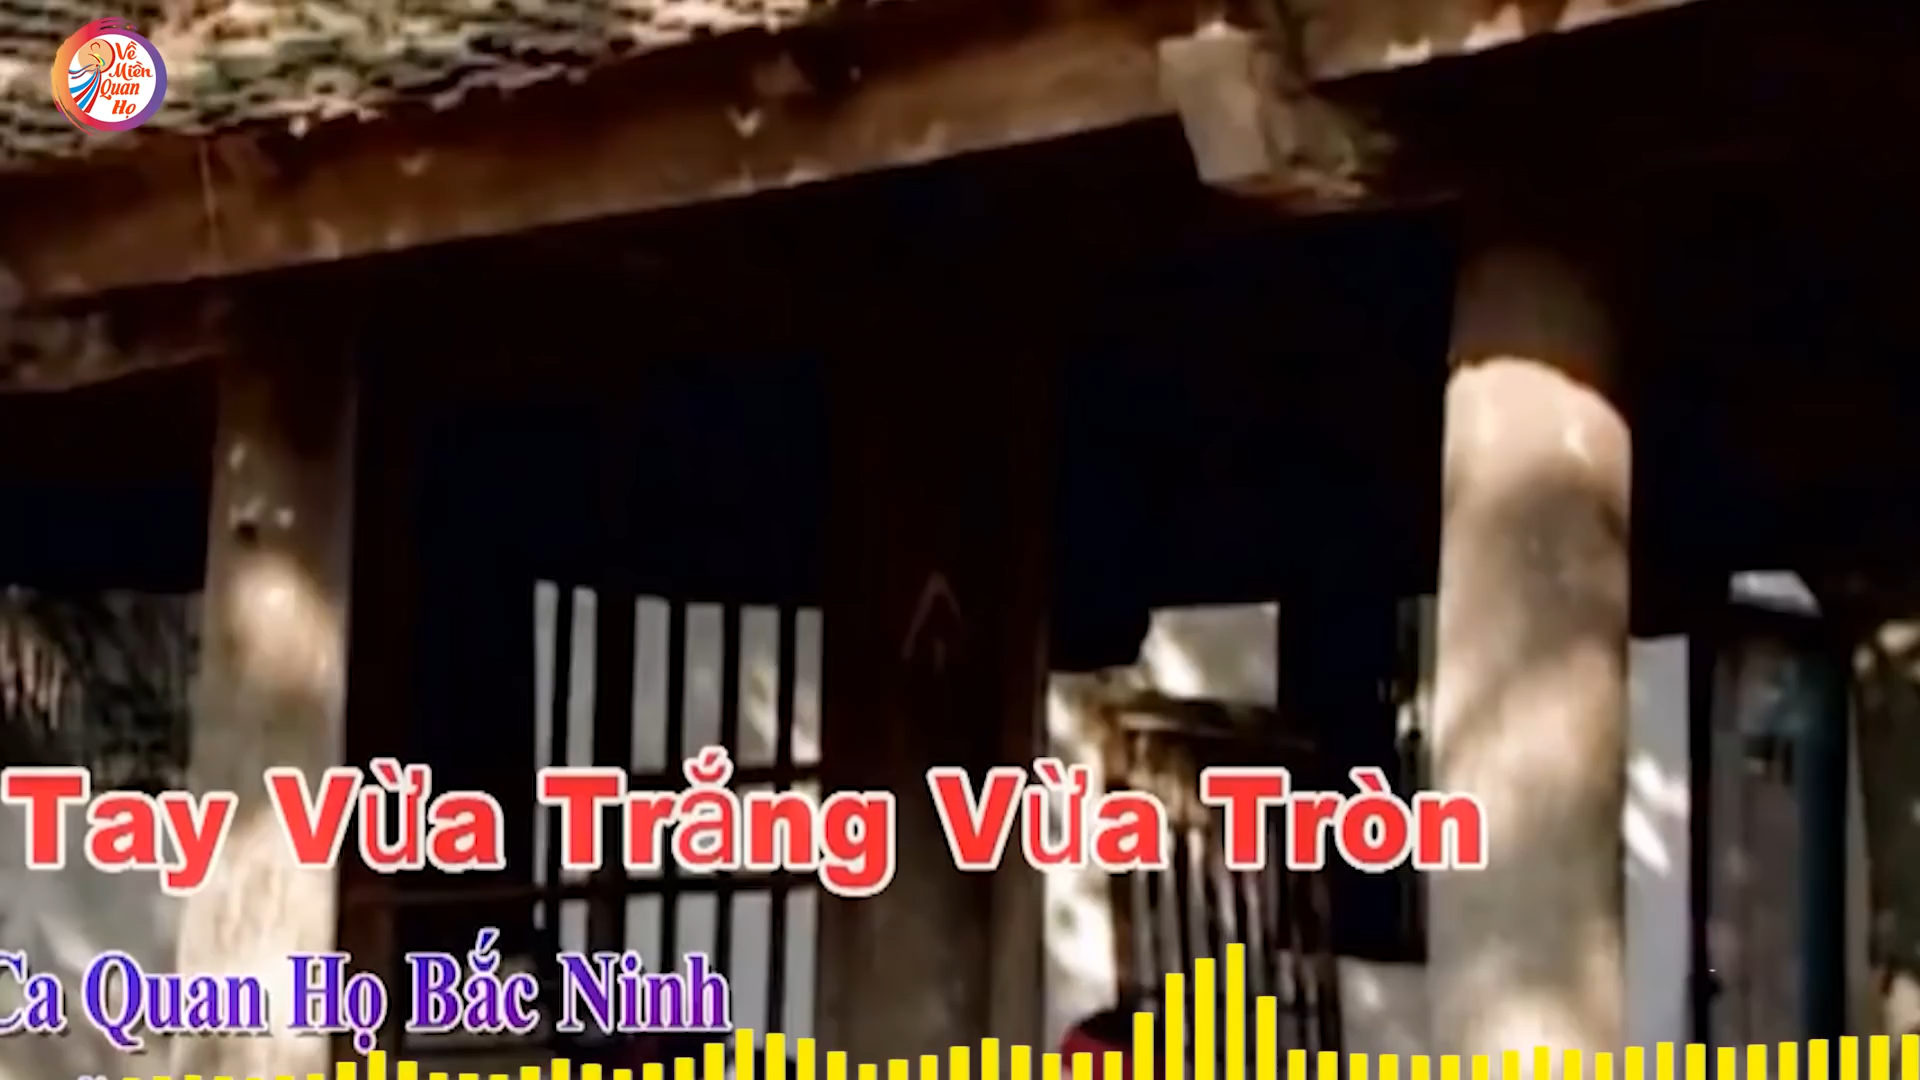 Về
Miền
Quan
Họ
Tay Vừa Trắng Vừa Tròn
Ca Quan Họ Bắc Ninh